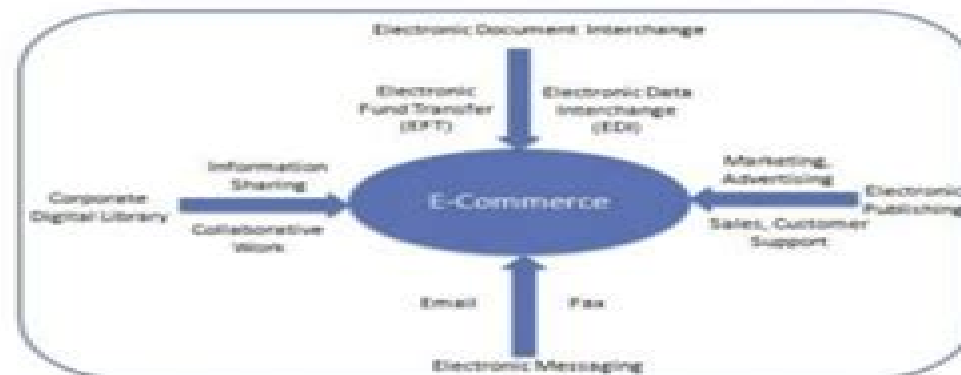 Electronic Document Interchange
Electronic
Fund Transfer
(EFT)
Electronic Data
Interchange
(EDI)
Information
Sharing
Marketing,
Advertising
Corporate
Digital Library
E-Commerce
Electronic
Publishing
Collaborative
Work
Sales, Customer
Support
Email
Fax
Electronic Messaging